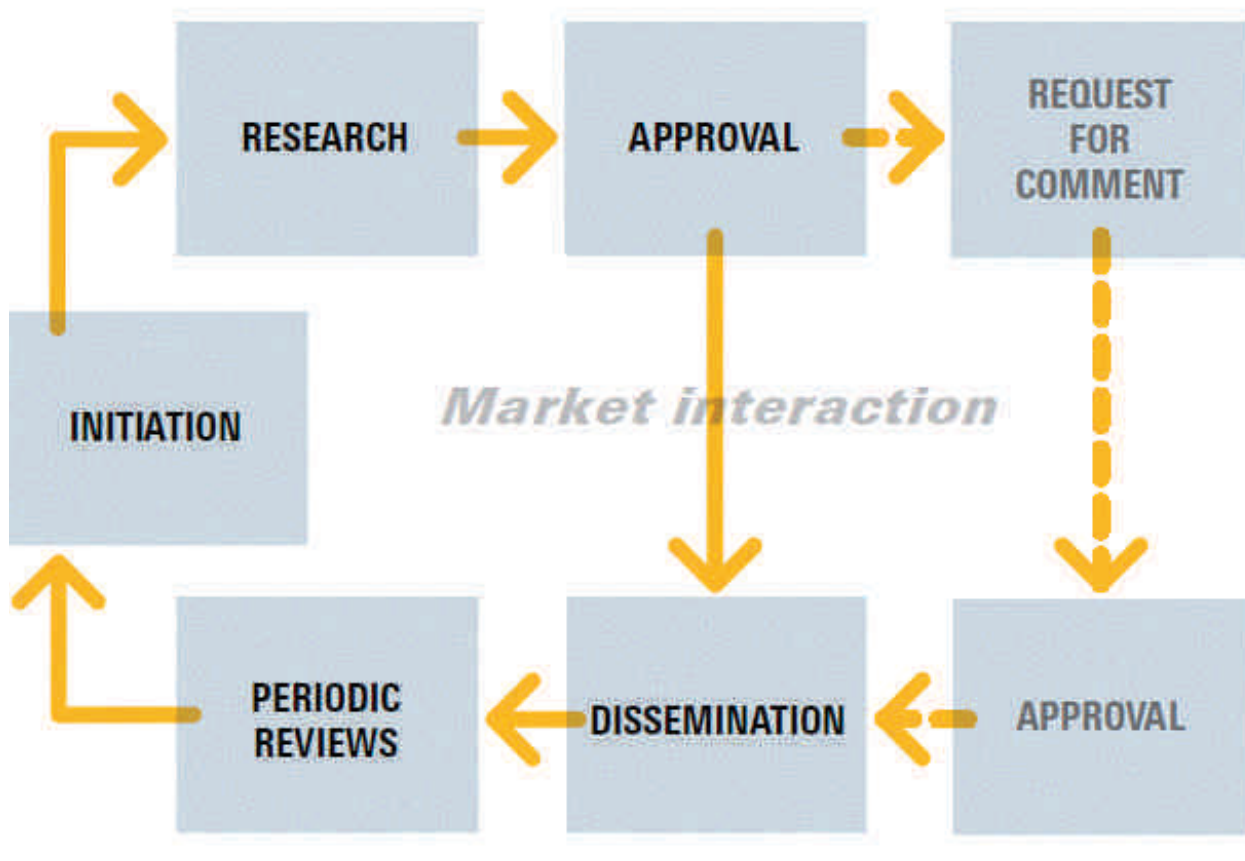 RESEARCH
APPROVAL
REQUEST
FOR
COMMENT
INITIATION
Market interaction
PERIODIC
REVIEWS
DISSEMINATION
APPROVAL